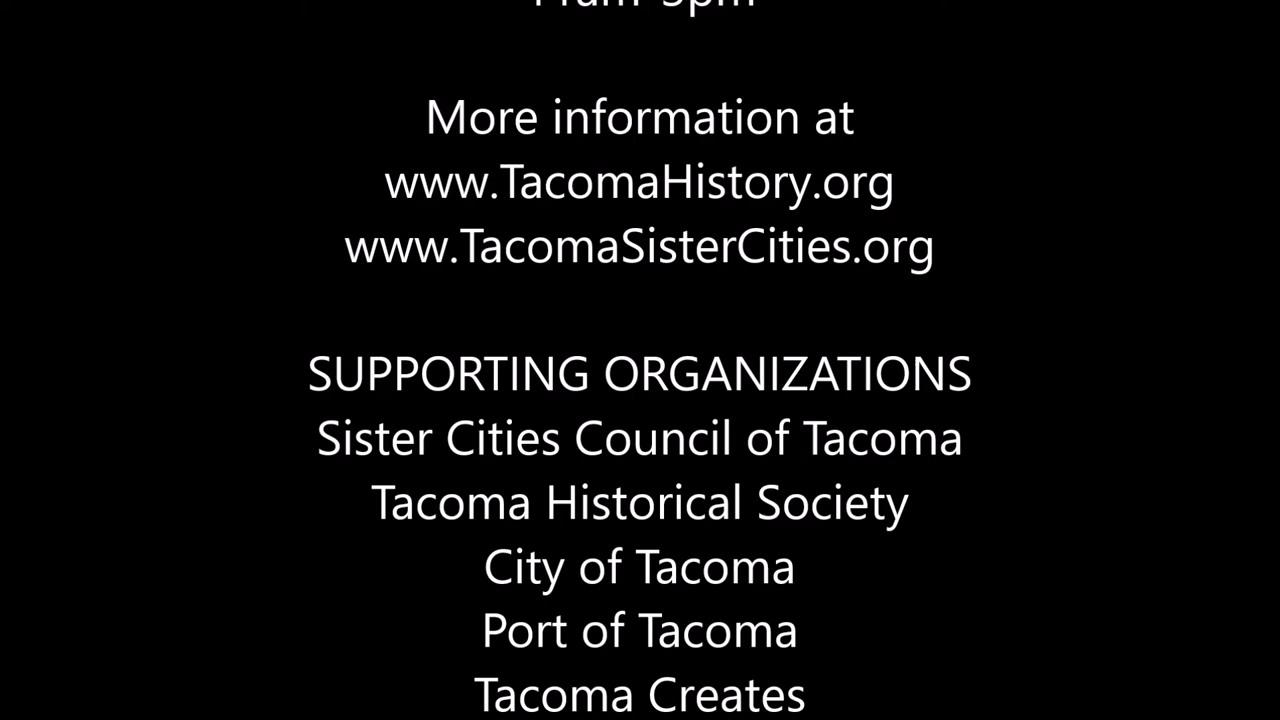 More information at
www.TacomaHistory.org
www.TacomaSisterCities.org
SUPPORTING ORGANIZATIONS
Sister Cities Council of Tacoma
Tacoma Historical Society
City of Tacoma
Port of Tacoma
Tacoma Creates